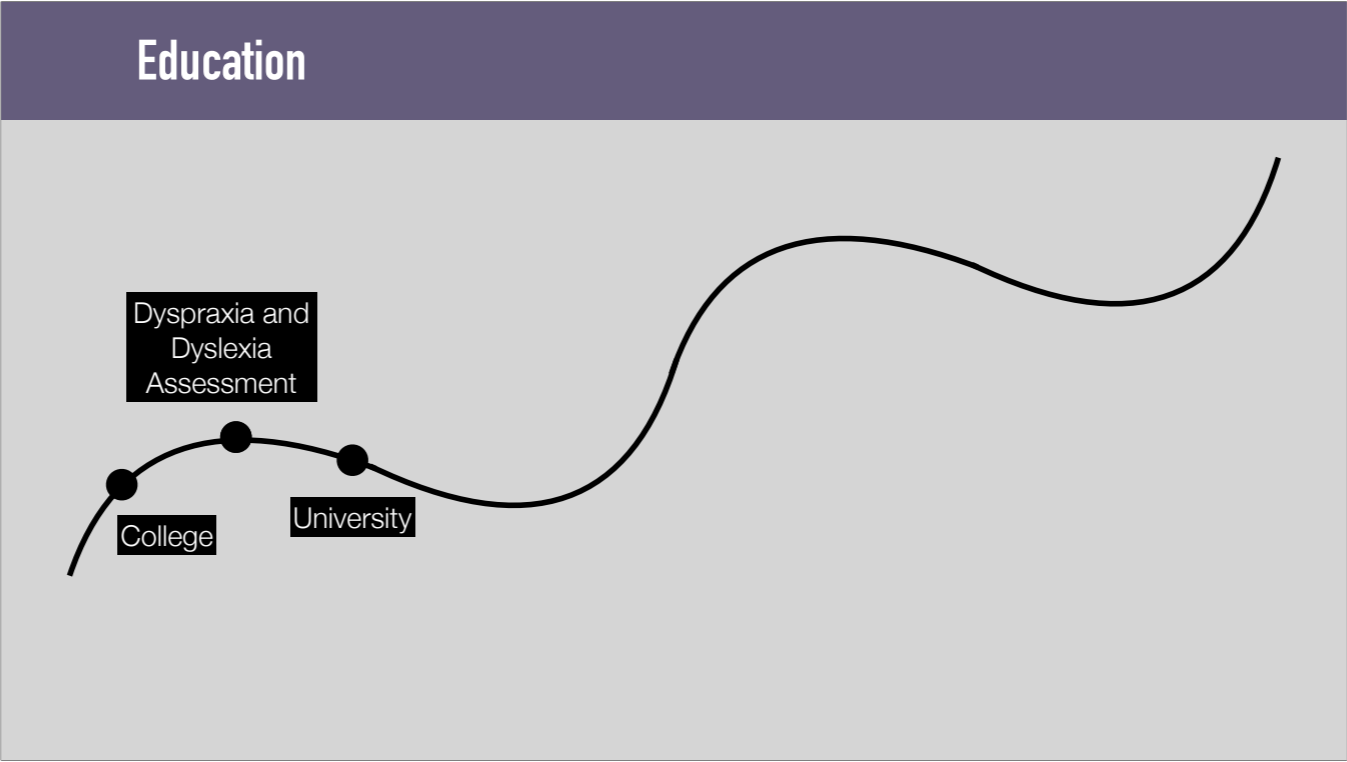 Education
Dyspraxia and
Dyslexia
Assessment
College
University